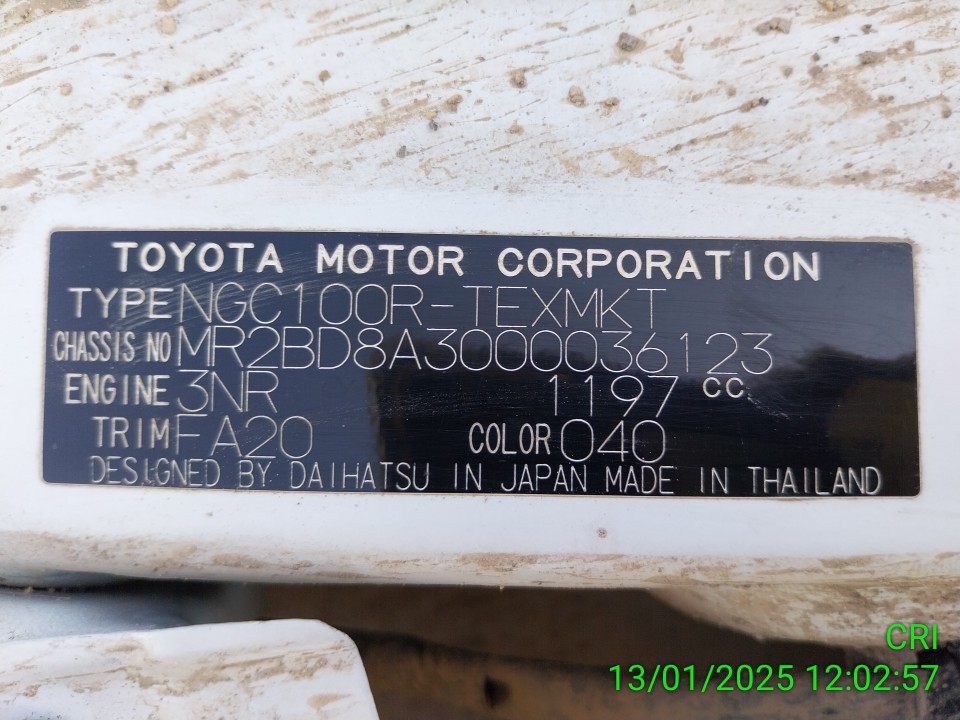 TOYOTA MOTOR CORPORATION
TYPE NGC100R-TEXMKT
CHASSIS NO MR2BD8A3000036123
ENGINE 3NR 1197 CC
TRIM FA20 COLOR 040
DESIGNED BY DAIHATSU IN JAPAN MADE IN THAILAND
CRI
13/01/2025 12:02:57